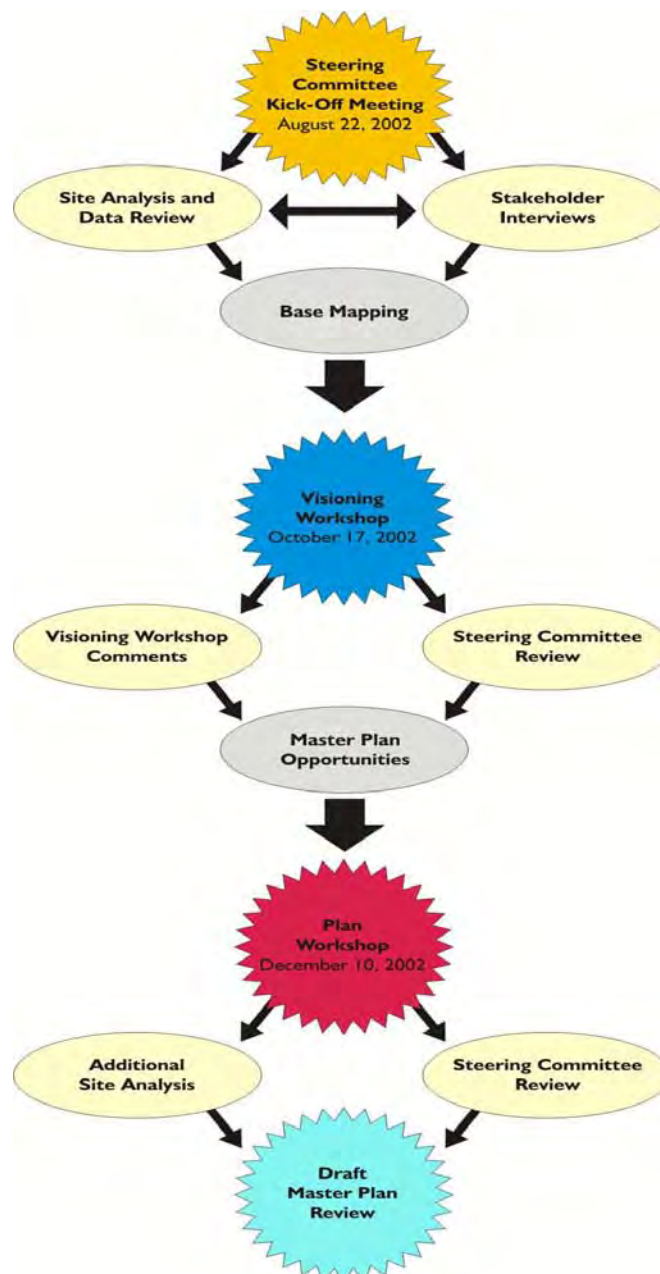 Steering
Committee
Kick-Off Meeting
August 22, 2002
Site Analysis and
Data Review
Stakeholder
Interviews
Base Mapping
Visioning
Workshop
October 17, 2002
Visioning Workshop
Comments
Steering Committee
Review
Master Plan
Opportunities
Plan
Workshop
December 10, 2002
Additional
Site Analysis
Steering Committee
Review
Draft
Master Plan
Review